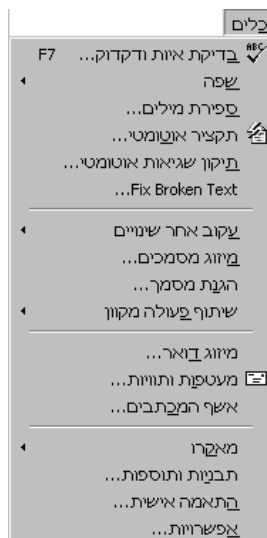 כלים
בדיקת איות ודקדוק... F7
שפה
ספירת מילים...
תקציר אוטומטי...
תיקון שגיאות אוטומטי...
Fix Broken Text...
עקוב אחר שינויים
מיזוג מסמכים...
הגנת מסמך...
שיתוף פעולה מקוון
מיזוג דואר...
מעטפות ותוויות...
אשף המכתבים...
מאקרו
תבניות ותוספות...
התאמה אישית...
אפשרויות...